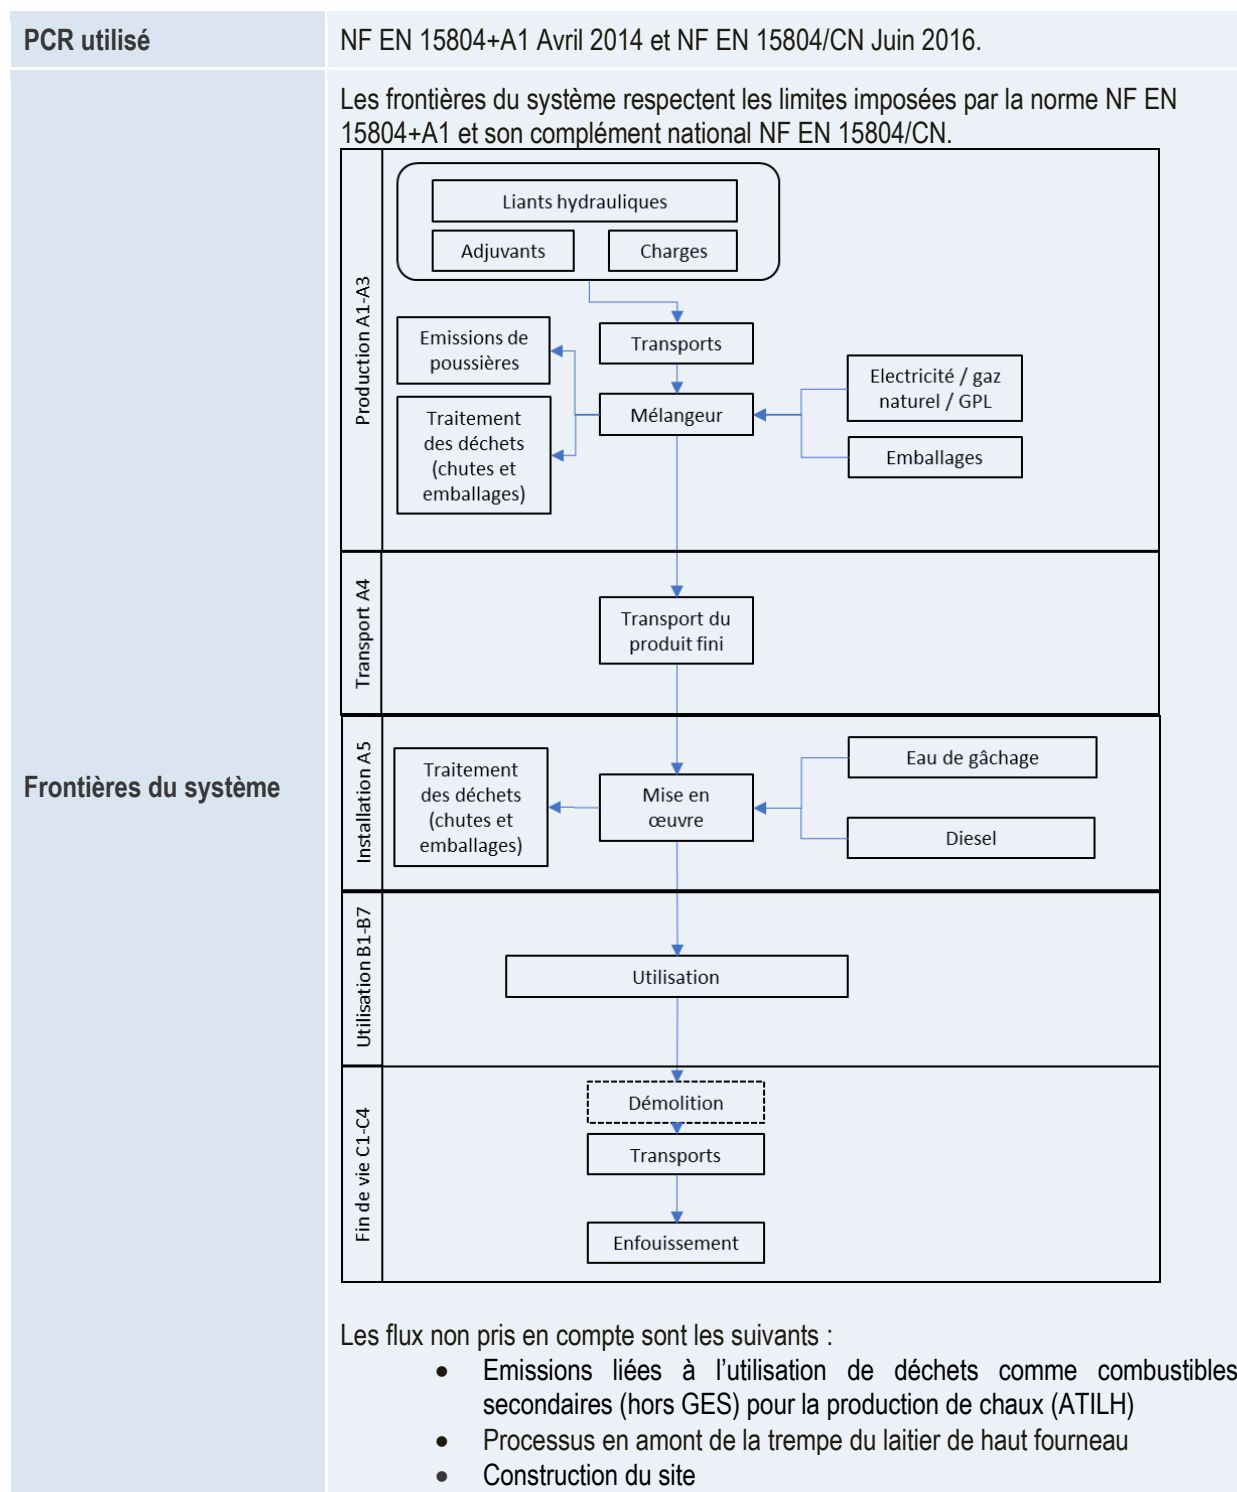 PCR utilisé
NF EN 15804+A1 Avril 2014 et NF EN 15804/CN Juin 2016.
Frontières du système
Les frontières du système respectent les limites imposées par la norme NF EN
15804+A1 et son complément national NF EN 15804/CN.
Production A1-A3
Liants hydrauliques
Adjuvants
Charges
Transports
Emissions de
poussières
Mélangeur
Electricité / gaz
naturel / GPL
Traitement
des déchets
(chutes et
emballages)
Emballages
Transport A4
Transport du
produit fini
Installation A5
Traitement
des déchets
(chutes et
emballages)
Mise en
œuvre
Eau de gâchage
Diesel
Utilisation B1-B7
Utilisation
Fin de vie C1-C4
Démolition
Transports
Enfouissement
Les flux non pris en compte sont les suivants :
• Emissions liées à l’utilisation de déchets comme combustibles
secondaires (hors GES) pour la production de chaux (ATILH)
• Processus en amont de la trempe du laitier de haut fourneau
• Construction du site